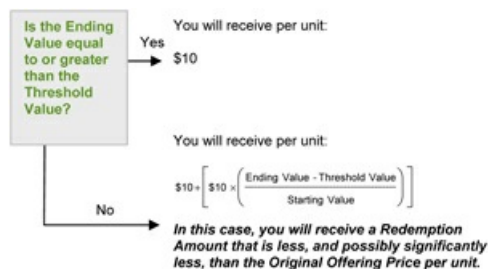 Is the Ending
Value equal
to or greater
than the
Threshold
Value?
Yes
You will receive per unit:
$10
You will receive per unit:
$10+[$10 ×(Ending Value - Threshold Value
Starting Value)]
No
In this case, you will receive a Redemption
Amount that is less, and possibly significantly
less, than the Original Offering Price per unit.